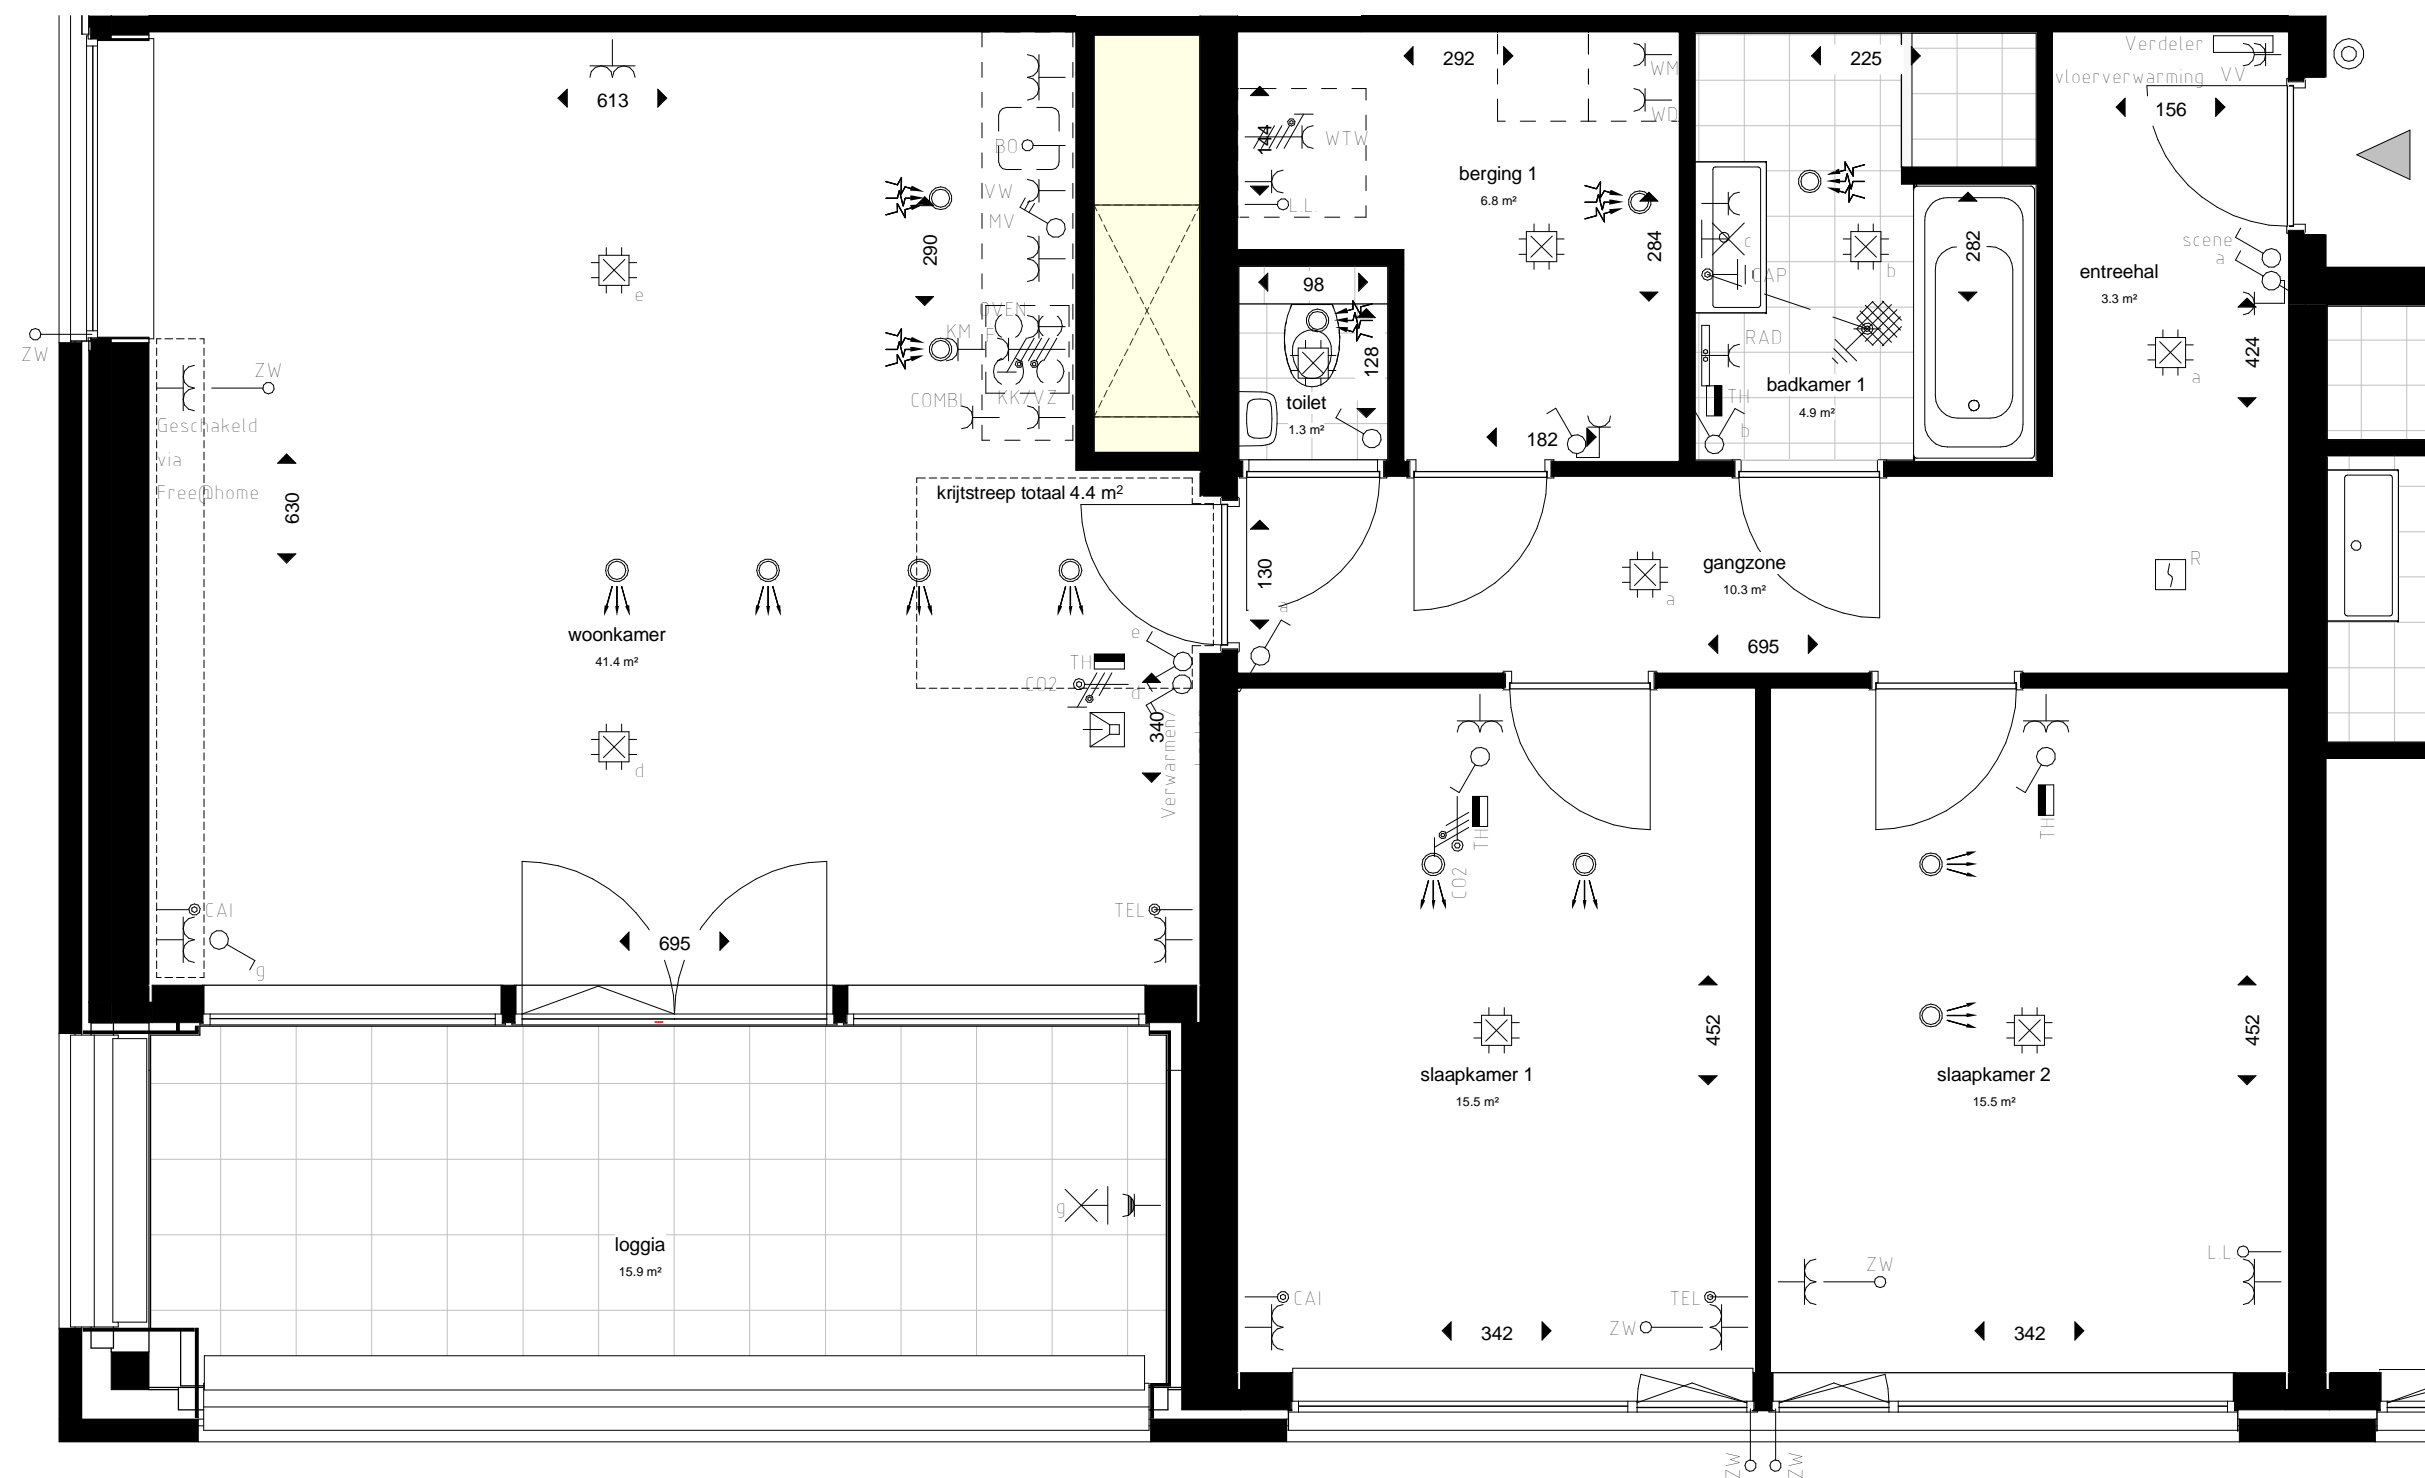 Verdeler
vloerverwarming VV
613
292
225
156
WM
WD
144
WTW
L.L.
BO
VW
MV
290
berging 1
6.8 m²
284
282
scene
a
entreehal
3.3 m²
424
a
e
c
b
CAP
RAD
TH
b
badkamer 1
4.9 m²
98
128
toilet
1.3 m²
182
ZW
ZW
Geschakeld
via
Free@home
OVEN
KM
COMBI
KK/VZ
630
krijtstreep totaal 4.4 m²
130
a
gangzone
10.3 m²
a
695
R
woonkamer
41.4 m²
e
TH
CO2
d
340
Verwarmen/
d
TH
CO2
TH
CAI
g
695
TEL
452
452
slaapkamer 1
15.5 m²
slaapkamer 2
15.5 m²
g
loggia
15.9 m²
CAI
TEL
ZW
342
ZW
L.L.
342
ZW
ZW